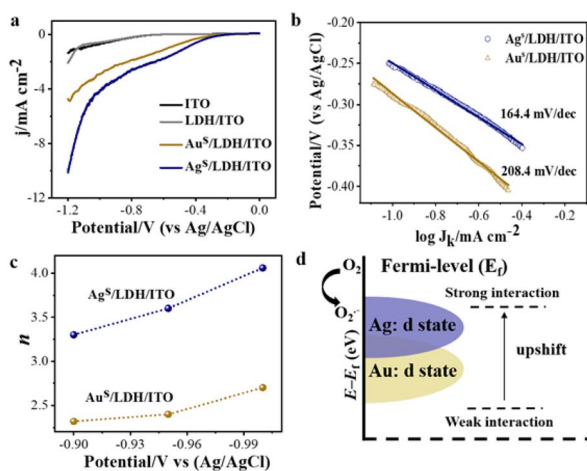 a
j/mA cm⁻²
0
-4
-8
-12
ITO
LDH/ITO
Auˢ/LDH/ITO
Agˢ/LDH/ITO
-1.2
-0.8
-0.4
0.0
Potential/V (vs Ag/AgCl)
b
Potential/V (vs Ag/AgCl)
-0.20
-0.25
-0.30
-0.35
-0.40
Agˢ/LDH/ITO
Auˢ/LDH/ITO
164.4 mV/dec
208.4 mV/dec
-1.0
-0.8
-0.6
-0.4
-0.2
log Jₖ/mA cm⁻²
c
n
4.0
3.5
3.0
2.5
Agˢ/LDH/ITO
Auˢ/LDH/ITO
-0.90
-0.93
-0.96
-0.99
Potential/V vs (Ag/AgCl)
d
O₂
O₂·⁻
E−E_f (eV)
Fermi-level (E_f)
Strong interaction
Ag: d state
upshift
Au: d state
Weak interaction